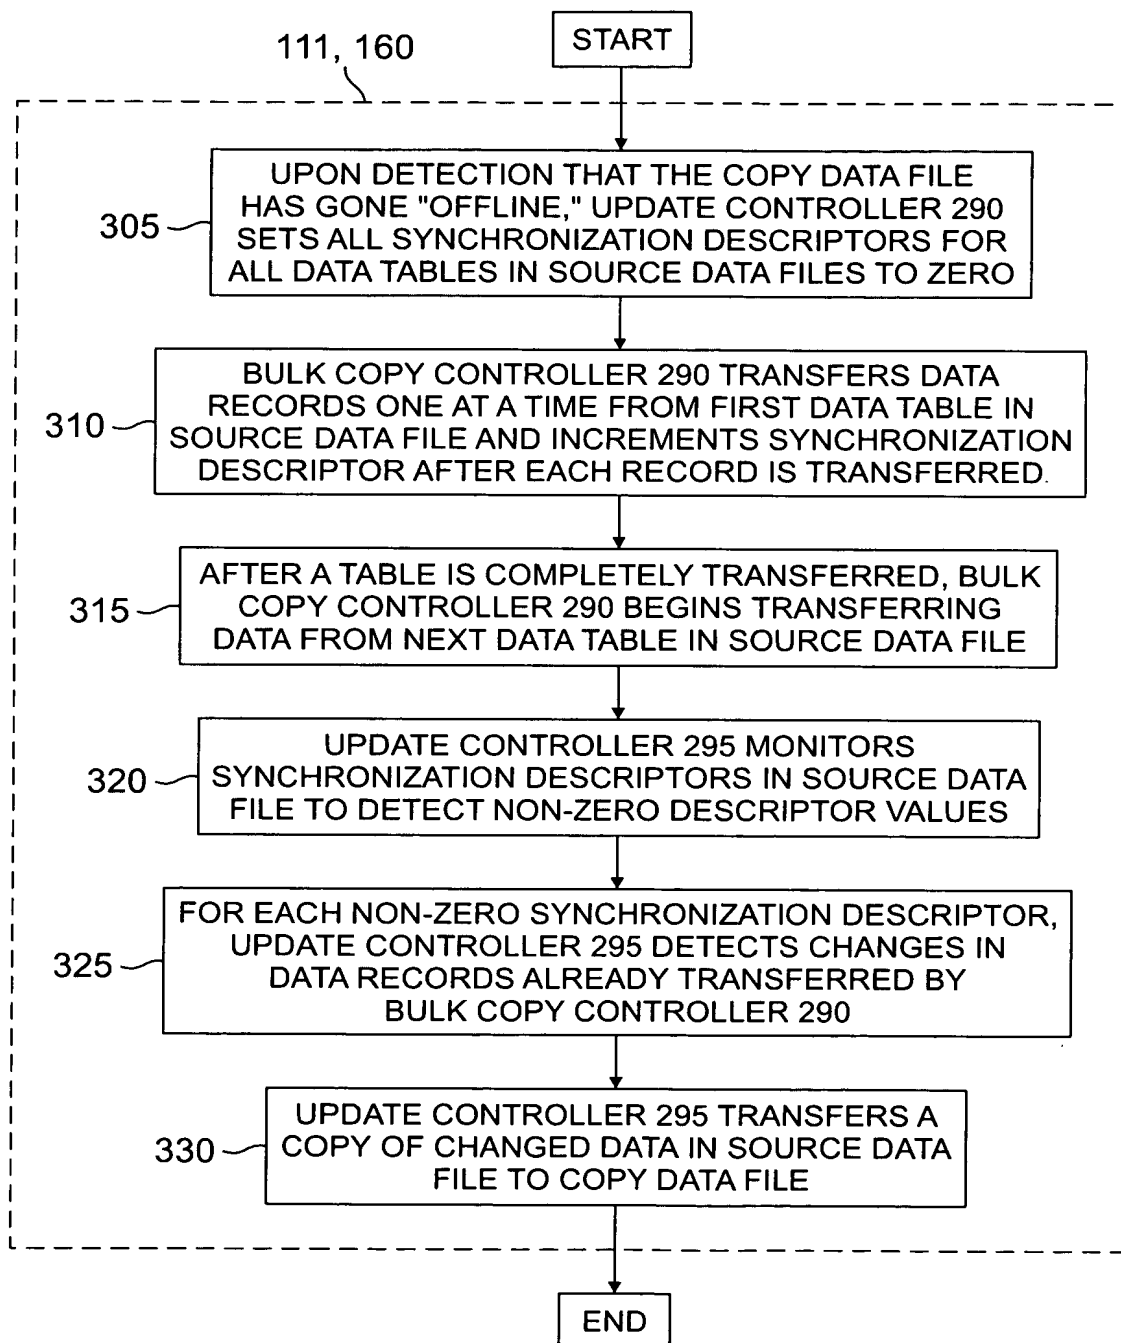 START
111, 160
UPON DETECTION THAT THE COPY DATA FILE
HAS GONE "OFFLINE," UPDATE CONTROLLER 290
SETS ALL SYNCHRONIZATION DESCRIPTORS FOR
ALL DATA TABLES IN SOURCE DATA FILES TO ZERO
305
BULK COPY CONTROLLER 290 TRANSFERS DATA
RECORDS ONE AT A TIME FROM FIRST DATA TABLE IN
SOURCE DATA FILE AND INCREMENTS SYNCHRONIZATION
DESCRIPTOR AFTER EACH RECORD IS TRANSFERRED.
310
AFTER A TABLE IS COMPLETELY TRANSFERRED, BULK
COPY CONTROLLER 290 BEGINS TRANSFERRING
DATA FROM NEXT DATA TABLE IN SOURCE DATA FILE
315
UPDATE CONTROLLER 295 MONITORS
SYNCHRONIZATION DESCRIPTORS IN SOURCE DATA
FILE TO DETECT NON-ZERO DESCRIPTOR VALUES
320
FOR EACH NON-ZERO SYNCHRONIZATION DESCRIPTOR,
UPDATE CONTROLLER 295 DETECTS CHANGES IN
DATA RECORDS ALREADY TRANSFERRED BY
BULK COPY CONTROLLER 290
325
UPDATE CONTROLLER 295 TRANSFERS A
COPY OF CHANGED DATA IN SOURCE DATA
FILE TO COPY DATA FILE
330
END